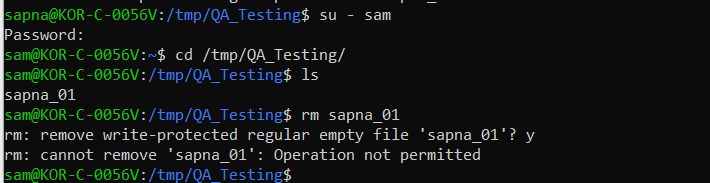 sapna@KOR-C-0056V:/tmp/QA_Testing$ su - sam
Password:
sam@KOR-C-0056V:~$ cd /tmp/QA_Testing/
sam@KOR-C-0056V:/tmp/QA_Testing$ ls
sapna_01
sam@KOR-C-0056V:/tmp/QA_Testing$ rm sapna_01
rm: remove write-protected regular empty file 'sapna_01'? y
rm: cannot remove 'sapna_01': Operation not permitted
sam@KOR-C-0056V:/tmp/QA_Testing$